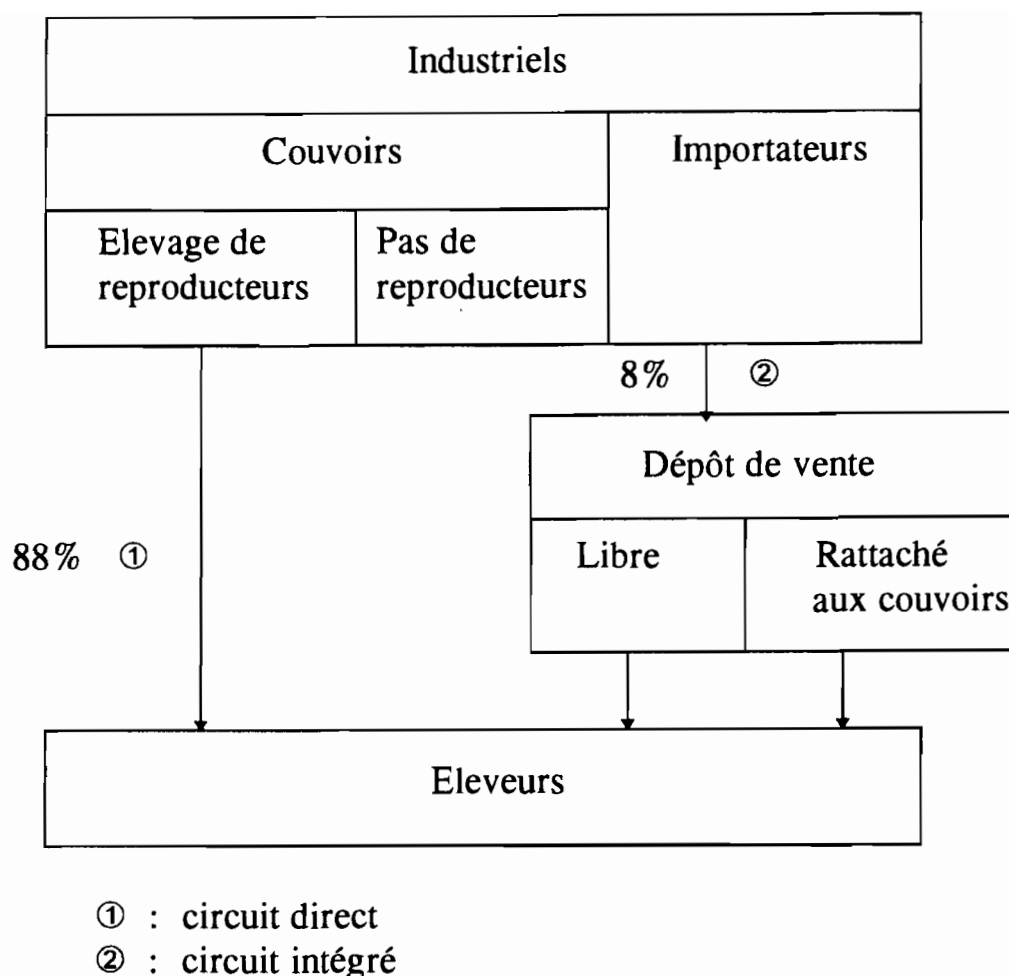 Industriels
Couvoirs
Importateurs
Elevage de
reproducteurs
Pas de
reproducteurs
8% ②
Dépôt de vente
88% ①
Libre
Rattaché
aux couvoirs
Eleveurs
① : circuit direct
② : circuit intégré